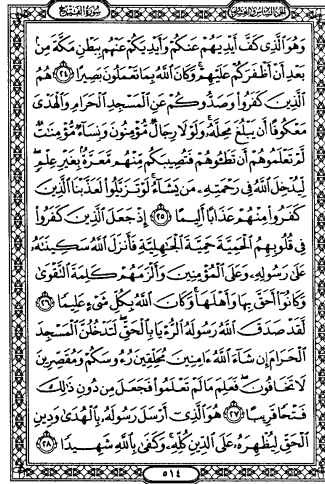 الجزء السادس والعشرون سورة الفتح
وَهُوَ ٱلَّذِى كَفَّ أَيْدِيَهُمْ عَنكُمْ وَأَيْدِيَكُمْ عَنْهُم بِبَطْنِ مَكَّةَ مِنۢ
بَعْدِ أَنْ أَظْفَرَكُمْ عَلَيْهِمْ ۚ وَكَانَ ٱللَّهُ بِمَا تَعْمَلُونَ بَصِيرًا ٢٤ هُمُ
ٱلَّذِينَ كَفَرُوا۟ وَصَدُّوكُمْ عَنِ ٱلْمَسْجِدِ ٱلْحَرَامِ وَٱلْهَدْىَ
مَعْكُوفًا أَن يَبْلُغَ مَحِلَّهُۥ ۚ وَلَوْلَا رِجَالٌ مُّؤْمِنُونَ وَنِسَآءٌ مُّؤْمِنَٰتٌ
لَّمْ تَعْلَمُوهُمْ أَن تَطَـُٔوهُمْ فَتُصِيبَكُم مِّنْهُم مَّعَرَّةٌۢ بِغَيْرِ عِلْمٍ ۖ
لِّيُدْخِلَ ٱللَّهُ فِى رَحْمَتِهِۦ مَن يَشَآءُ ۚ لَوْ تَزَيَّلُوا۟ لَعَذَّبْنَا ٱلَّذِينَ
كَفَرُوا۟ مِنْهُمْ عَذَابًا أَلِيمًا ٢٥ إِذْ جَعَلَ ٱلَّذِينَ كَفَرُوا۟
فِى قُلُوبِهِمُ ٱلْحَمِيَّةَ حَمِيَّةَ ٱلْجَٰهِلِيَّةِ فَأَنزَلَ ٱللَّهُ سَكِينَتَهُۥ
عَلَىٰ رَسُولِهِۦ وَعَلَى ٱلْمُؤْمِنِينَ وَأَلْزَمَهُمْ كَلِمَةَ ٱلتَّقْوَىٰ
وَكَانُوٓا۟ أَحَقَّ بِهَا وَأَهْلَهَا ۚ وَكَانَ ٱللَّهُ بِكُلِّ شَىْءٍ عَلِيمًا ٢٦
لَّقَدْ صَدَقَ ٱللَّهُ رَسُولَهُ ٱلرُّءْيَا بِٱلْحَقِّ ۖ لَتَدْخُلُنَّ ٱلْمَسْجِدَ
ٱلْحَرَامَ إِن شَآءَ ٱللَّهُ ءَامِنِينَ مُحَلِّقِينَ رُءُوسَكُمْ وَمُقَصِّرِينَ
لَا تَخَافُونَ ۖ فَعَلِمَ مَا لَمْ تَعْلَمُوا۟ فَجَعَلَ مِن دُونِ ذَٰلِكَ
فَتْحًا قَرِيبًا ٢٧ هُوَ ٱلَّذِىٓ أَرْسَلَ رَسُولَهُۥ بِٱلْهُدَىٰ وَدِينِ
ٱلْحَقِّ لِيُظْهِرَهُۥ عَلَى ٱلدِّينِ كُلِّهِۦ ۚ وَكَفَىٰ بِٱللَّهِ شَهِيدًا ٢٨
٥١٤